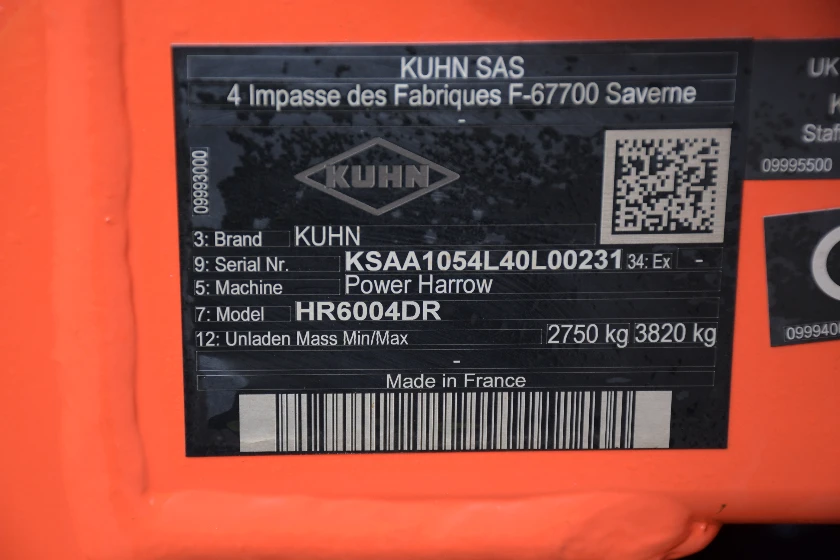 KUHN SAS
4 Impasse des Fabriques F-67700 Saverne
-
09993000
KUHN
3: Brand KUHN
9: Serial Nr. KSAA1054L40L00231 34: Ex -
5: Machine Power Harrow
7: Model HR6004DR
12: Unladen Mass Min/Max 2750 kg 3820 kg
-
Made in France
UK
09995500